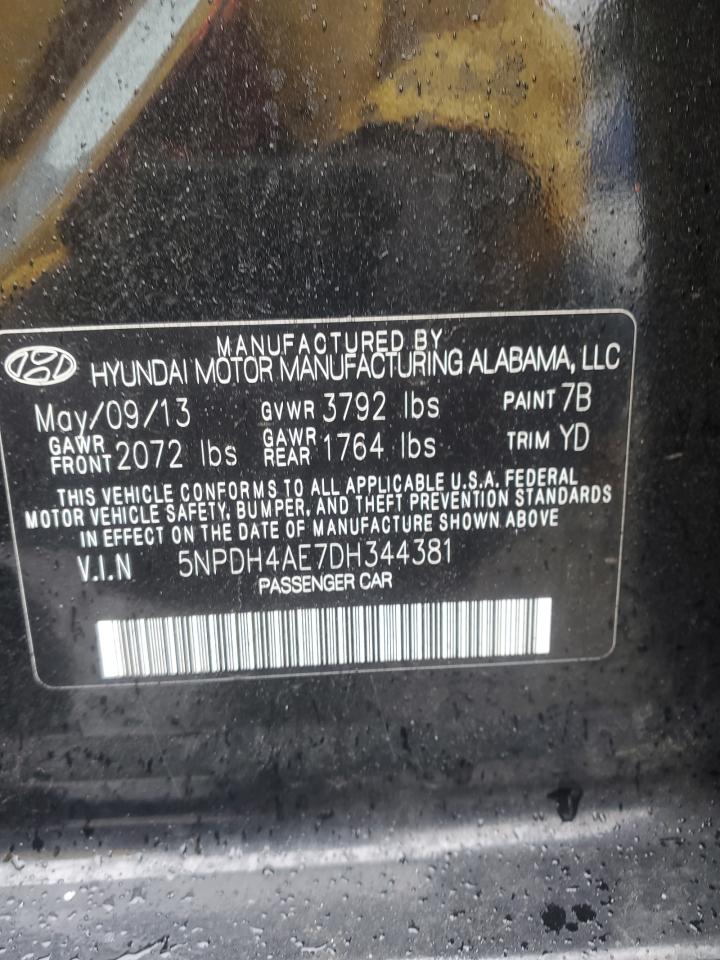 MANUFACTURED BY
HYUNDAI MOTOR MANUFACTURING ALABAMA, LLC
May/09/13 GVWR 3792 lbs PAINT 7B
GAWR FRONT 2072 lbs GAWR REAR 1764 lbs TRIM YD
THIS VEHICLE CONFORMS TO ALL APPLICABLE U.S.A. FEDERAL
MOTOR VEHICLE SAFETY, BUMPER, AND THEFT PREVENTION STANDARDS
IN EFFECT ON THE DATE OF MANUFACTURE SHOWN ABOVE
V.I.N 5NPDH4AE7DH344381
PASSENGER CAR